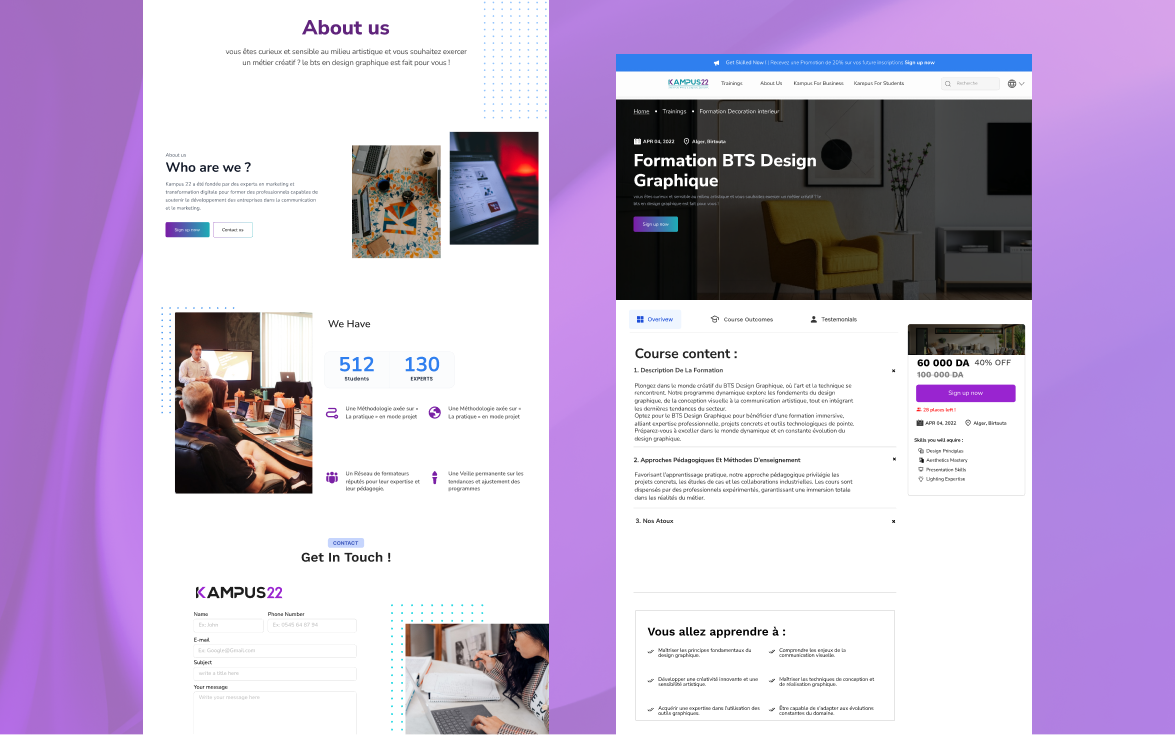 About us
vous êtes curieux et sensible au milieu artistique et vous souhaitez exercer
un métier créatif ? le bts en design graphique est fait pour vous !
About us
Who are we ?
Kampus 22 a été fondée par des experts en marketing et
transformation digitale pour former des professionnels capables de
soutenir le développement des entreprises dans la communication
et le marketing.
Sign up now
Contact us
We Have
512
Students
130
EXPERTS
Une Méthodologie axée sur «
La pratique » en mode projet
Une Méthodologie axée sur «
La pratique » en mode projet
Un Réseau de formateurs
réputés pour leur expertise et
leur pédagogie.
Une Veille permanente sur les
tendances et ajustement des
programmes
CONTACT
Get In Touch !
KAMPUS22
Name
Phone Number
Ex: John
Ex. 0545 64 87 54
E-mail
Ex: Google@Gmail.com
Subject
write a title here
Your message
Write your message here
Get Skilled Now ! | Recevez une Promotion de 20% sur vos future inscriptions Sign up now
KAMPUS22
Trainings
About Us
Kampus For Business
Kampus For Students
Recherche
Home • Trainings • Formation Decoration interieur
APR 04, 2022
Alger, Birtouta
Formation BTS Design
Graphique
vous êtes curieux et sensible au milieu artistique et vous souhaitez exercer un métier créatif ? le
bts en design graphique est fait pour vous !
Sign up now
Overivew
Course Outcomes
Testemonials
Course content :
1. Description De La Formation
Plongez dans le monde créatif du BTS Design Graphique, où l'art et la technique se
rencontrent. Notre programme dynamique explore les fondements du design
graphique, de la conception visuelle à la communication artistique, tout en intégrant
les dernières tendances du secteur.
Optez pour le BTS Design Graphique pour bénéficier d'une formation immersive,
alliant expertise professionnelle, projets concrets et outils technologiques de pointe.
Préparez-vous à exceller dans le monde dynamique et en constante évolution du
design graphique.
2. Approches Pédagogiques Et Méthodes D'enseignement
Favorisant l'apprentissage pratique, notre approche pédagogique privilégie les
projets concrets, les études de cas et les collaborations industrielles. Les cours sont
dispensés par des professionnels expérimentés, garantissant une immersion totale
dans les réalités du métier.
3. Nos Atoux
60 000 DA
40% OFF
100 000 DA
Sign up now
28 places left !
APR 04, 2022
Alger, Birtouta
Skills you will aquire :
Design Principles
Aesthetics Mastery
Presentation Skills
Lighting Expertise
Vous allez apprendre à :
Maîtriser les principes fondamentaux du
design graphique.
Comprendre les enjeux de la
communication visuelle.
Développer une créativité innovante et une
sensibilité artistique.
Maîtriser les techniques de conception et
de réalisation graphique.
Acquérir une expertise dans l'utilisation des
outils graphiques.
Être capable de s'adapter aux évolutions
constantes du domaine.